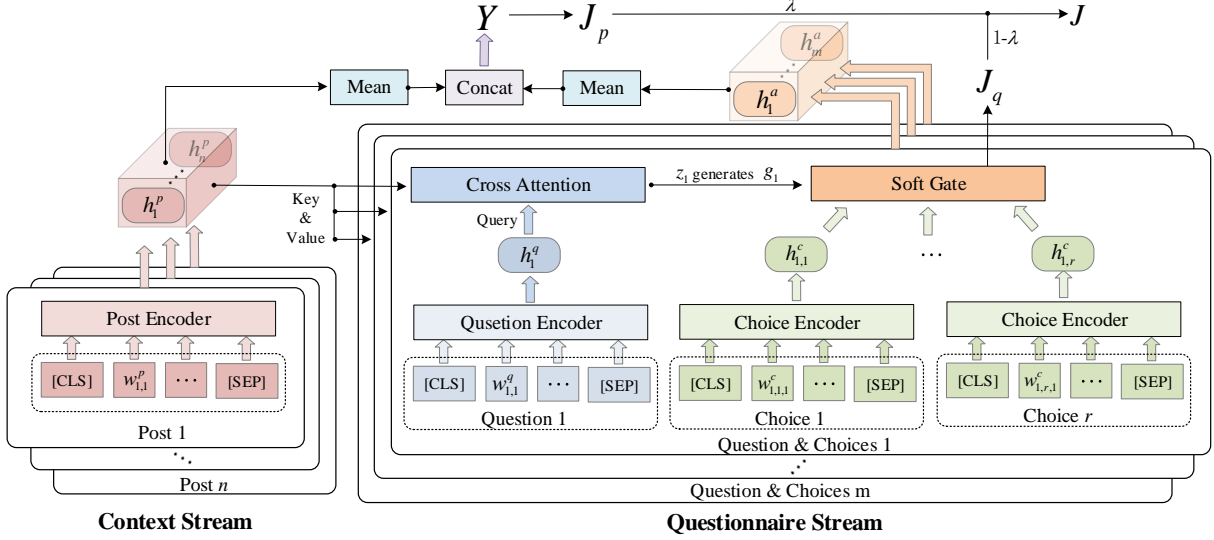 Y J_p λ J
1-λ
J_q
h_m^a
Mean Concat Mean h_1^a
h_n^p
h_1^p
Key
&
Value
Cross Attention z_1 generates g_1 Soft Gate
Query
h_1^q h_{1,1}^c ⋯ h_{1,r}^c
Post Encoder Qusetion Encoder Choice Encoder Choice Encoder
[CLS] w_{1,1}^p ⋯ [SEP] [CLS] w_{1,1}^q ⋯ [SEP] [CLS] w_{1,1,1}^c ⋯ [SEP] [CLS] w_{1,r,1}^c ⋯ [SEP]
Post 1 Question 1 Choice 1 Choice r
Question & Choices 1
Post n Question & Choices m
Context Stream Questionnaire Stream